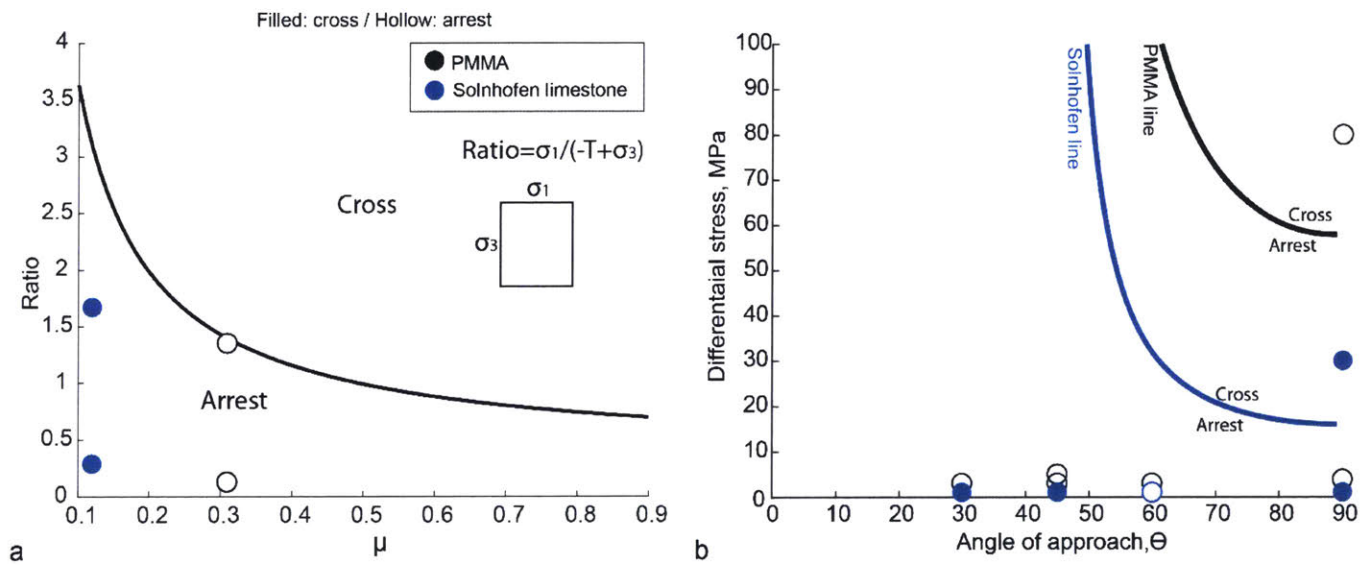 Filled: cross / Hollow: arrest
4
3.5
3
2.5
2
1.5
1
0.5
0
Ratio
PMMA
Solnhofen limestone
Ratio=σ1/(-T+σ3)
σ1
σ3
Cross
Arrest
0.1 0.2 0.3 0.4 0.5 0.6 0.7 0.8 0.9
μ
a
100
90
80
70
60
50
40
30
20
10
0
Differentaial stress, MPa
Solnhofen line
PMMA line
Cross
Arrest
Cross
Arrest
0 10 20 30 40 50 60 70 80 90
Angle of approach,Θ
b